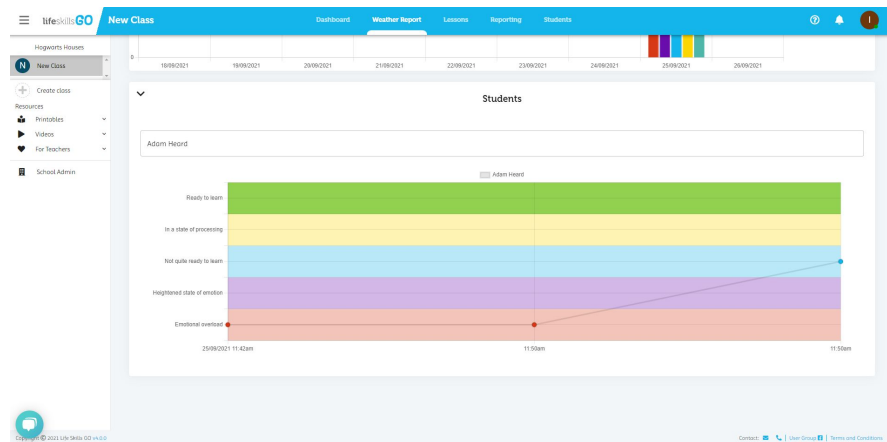 lifeskills GO
New Class
Dashboard
Weather Report
Lessons
Reporting
Students
Hogwarts Houses
N New Class
Create class
Resources
Printables
Videos
For Teachers
School Admin
0
18/09/2021 19/09/2021 20/09/2021 21/09/2021 22/09/2021 23/09/2021 24/09/2021 25/09/2021 26/09/2021
Students
Adam Heard
Adam Heard
Ready to learn
In a state of processing
Not quite ready to learn
Heightened state of emotion
Emotional overload
25/09/2021 11:42am 11:50am 11:50am
Copyright © 2021 Life Skills GO v4.0.0
Contact: | User Group | Terms and Conditions